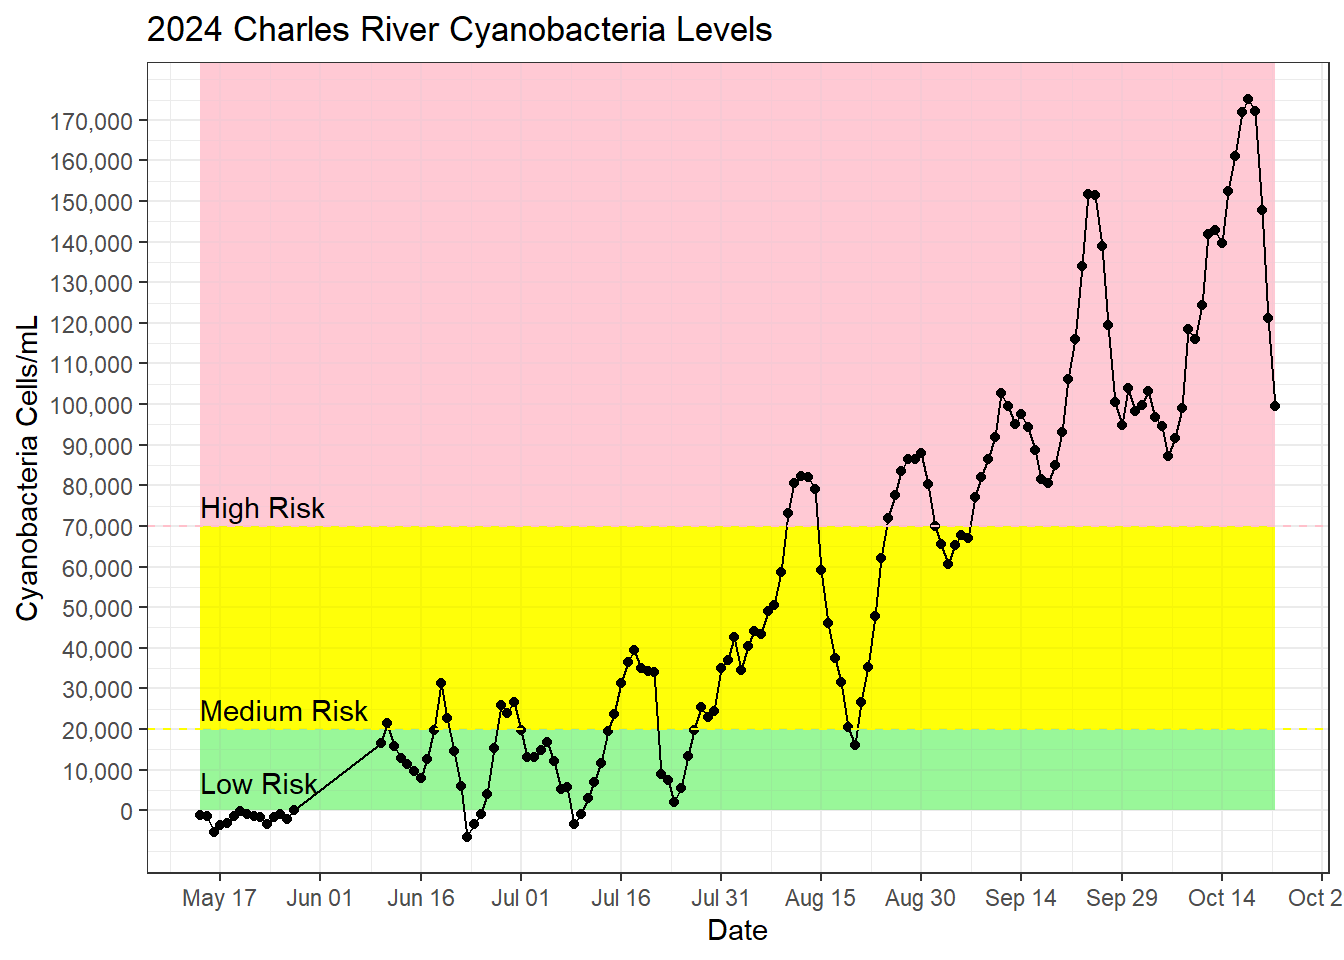 2024 Charles River Cyanobacteria Levels
170,000
160,000
150,000
140,000
130,000
120,000
110,000
100,000
90,000
80,000
70,000
60,000
50,000
40,000
30,000
20,000
10,000
0
Cyanobacteria Cells/mL
High Risk
Medium Risk
Low Risk
May 17 Jun 01 Jun 16 Jul 01 Jul 16 Jul 31 Aug 15 Aug 30 Sep 14 Sep 29 Oct 14 Oct 2
Date